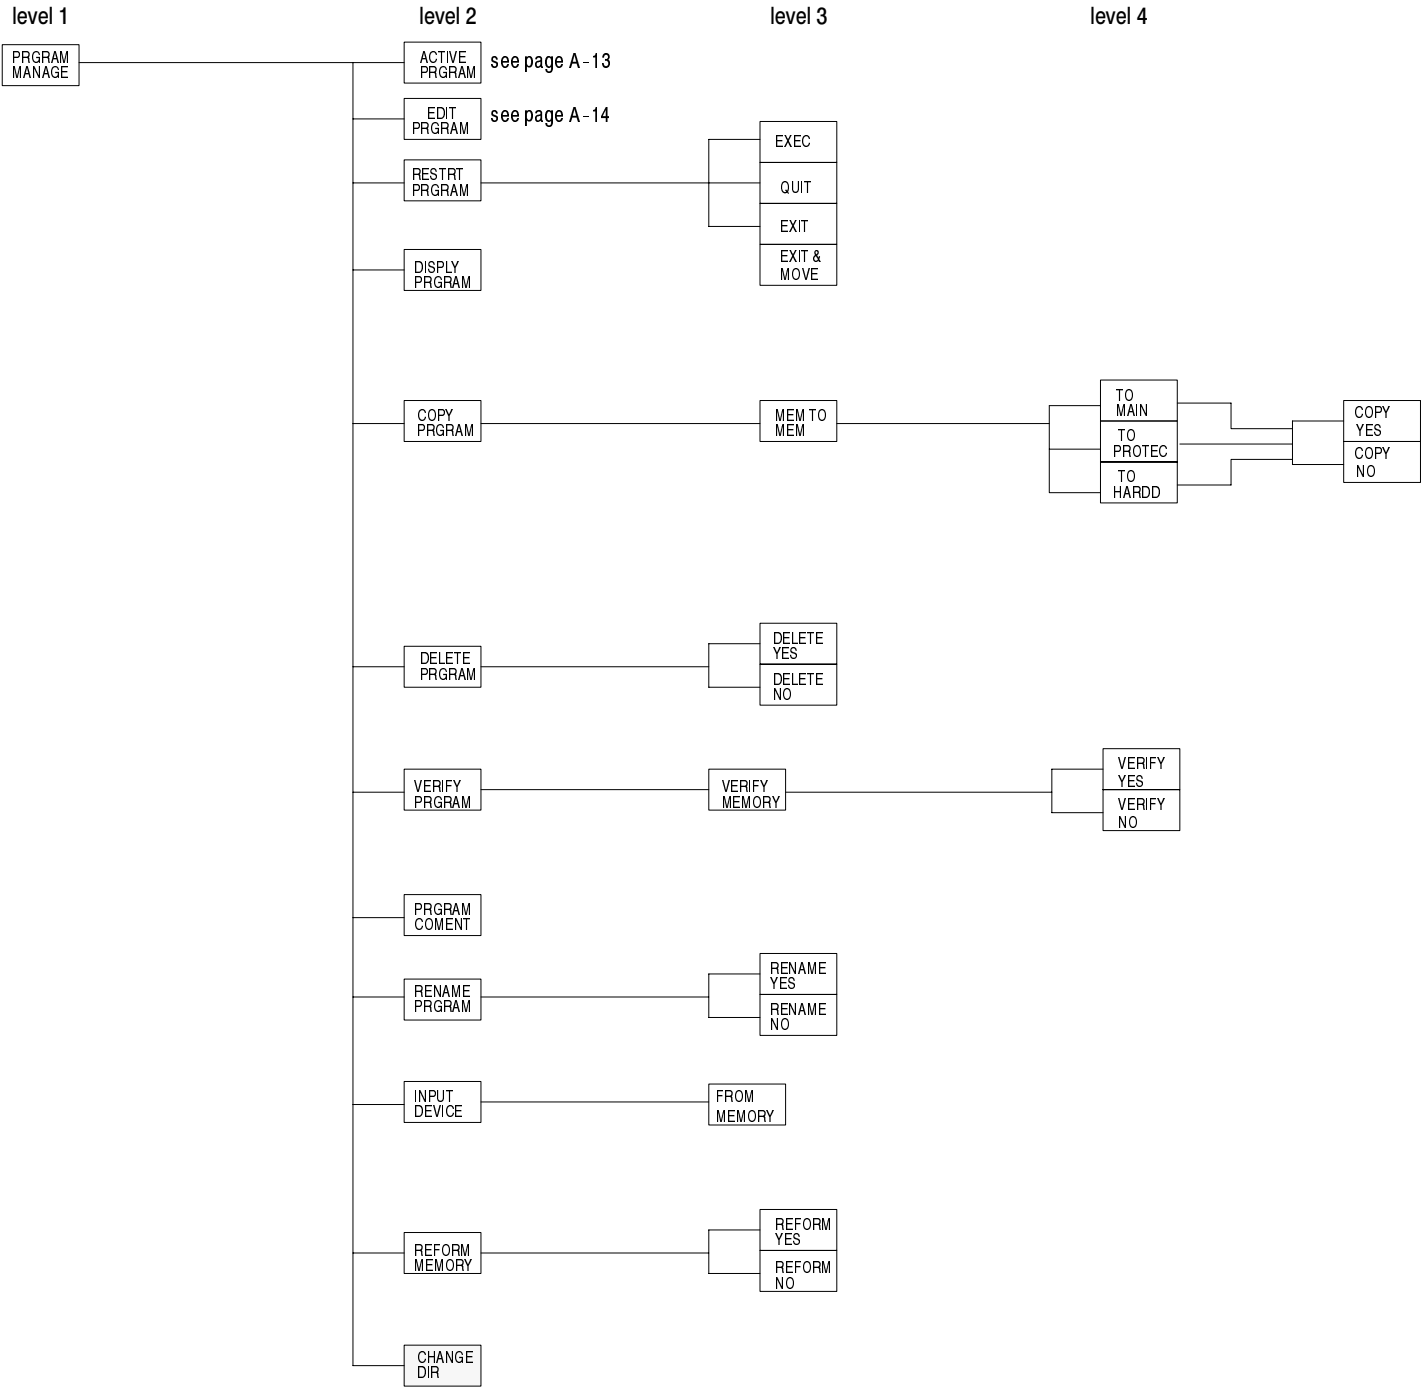 level 1
level 2
level 3
level 4
PRGRAM
MANAGE
ACTIVE
PRGRAM
see page A-13
EDIT
PRGRAM
see page A-14
RESTRT
PRGRAM
EXEC
QUIT
EXIT
EXIT &
MOVE
DISPLY
PRGRAM
COPY
PRGRAM
MEM TO
MEM
TO
MAIN
TO
PROTEC
TO
HARDD
COPY
YES
COPY
NO
DELETE
PRGRAM
DELETE
YES
DELETE
NO
VERIFY
PRGRAM
VERIFY
MEMORY
VERIFY
YES
VERIFY
NO
PRGRAM
COMENT
RENAME
PRGRAM
RENAME
YES
RENAME
NO
INPUT
DEVICE
FROM
MEMORY
REFORM
MEMORY
REFORM
YES
REFORM
NO
CHANGE
DIR